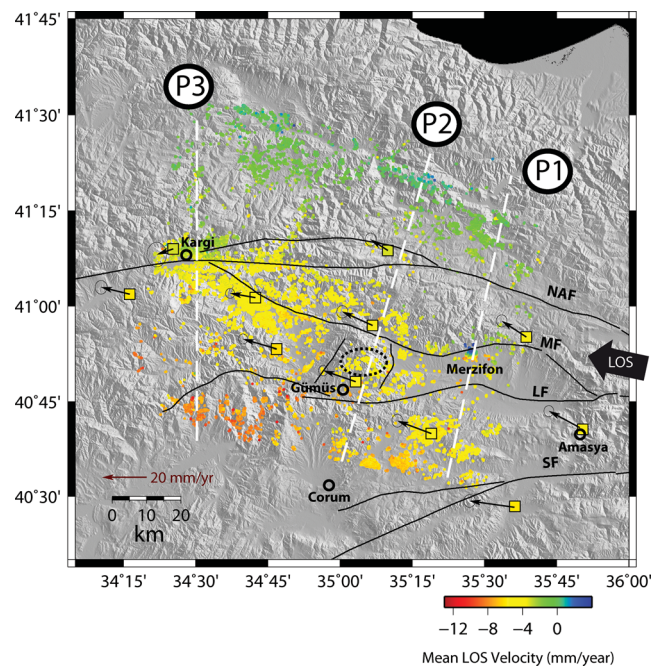 41°45'
41°30'
41°15'
41°00'
40°45'
40°30'
P3
P2
P1
Kargi
NAF
MF
LOS
Merzifon
LF
Gümüs
Amasya
SF
Corum
20 mm/yr
0 10 20
km
34°15' 34°30' 34°45' 35°00' 35°15' 35°30' 35°45' 36°00'
−12 −8 −4 0
Mean LOS Velocity (mm/year)